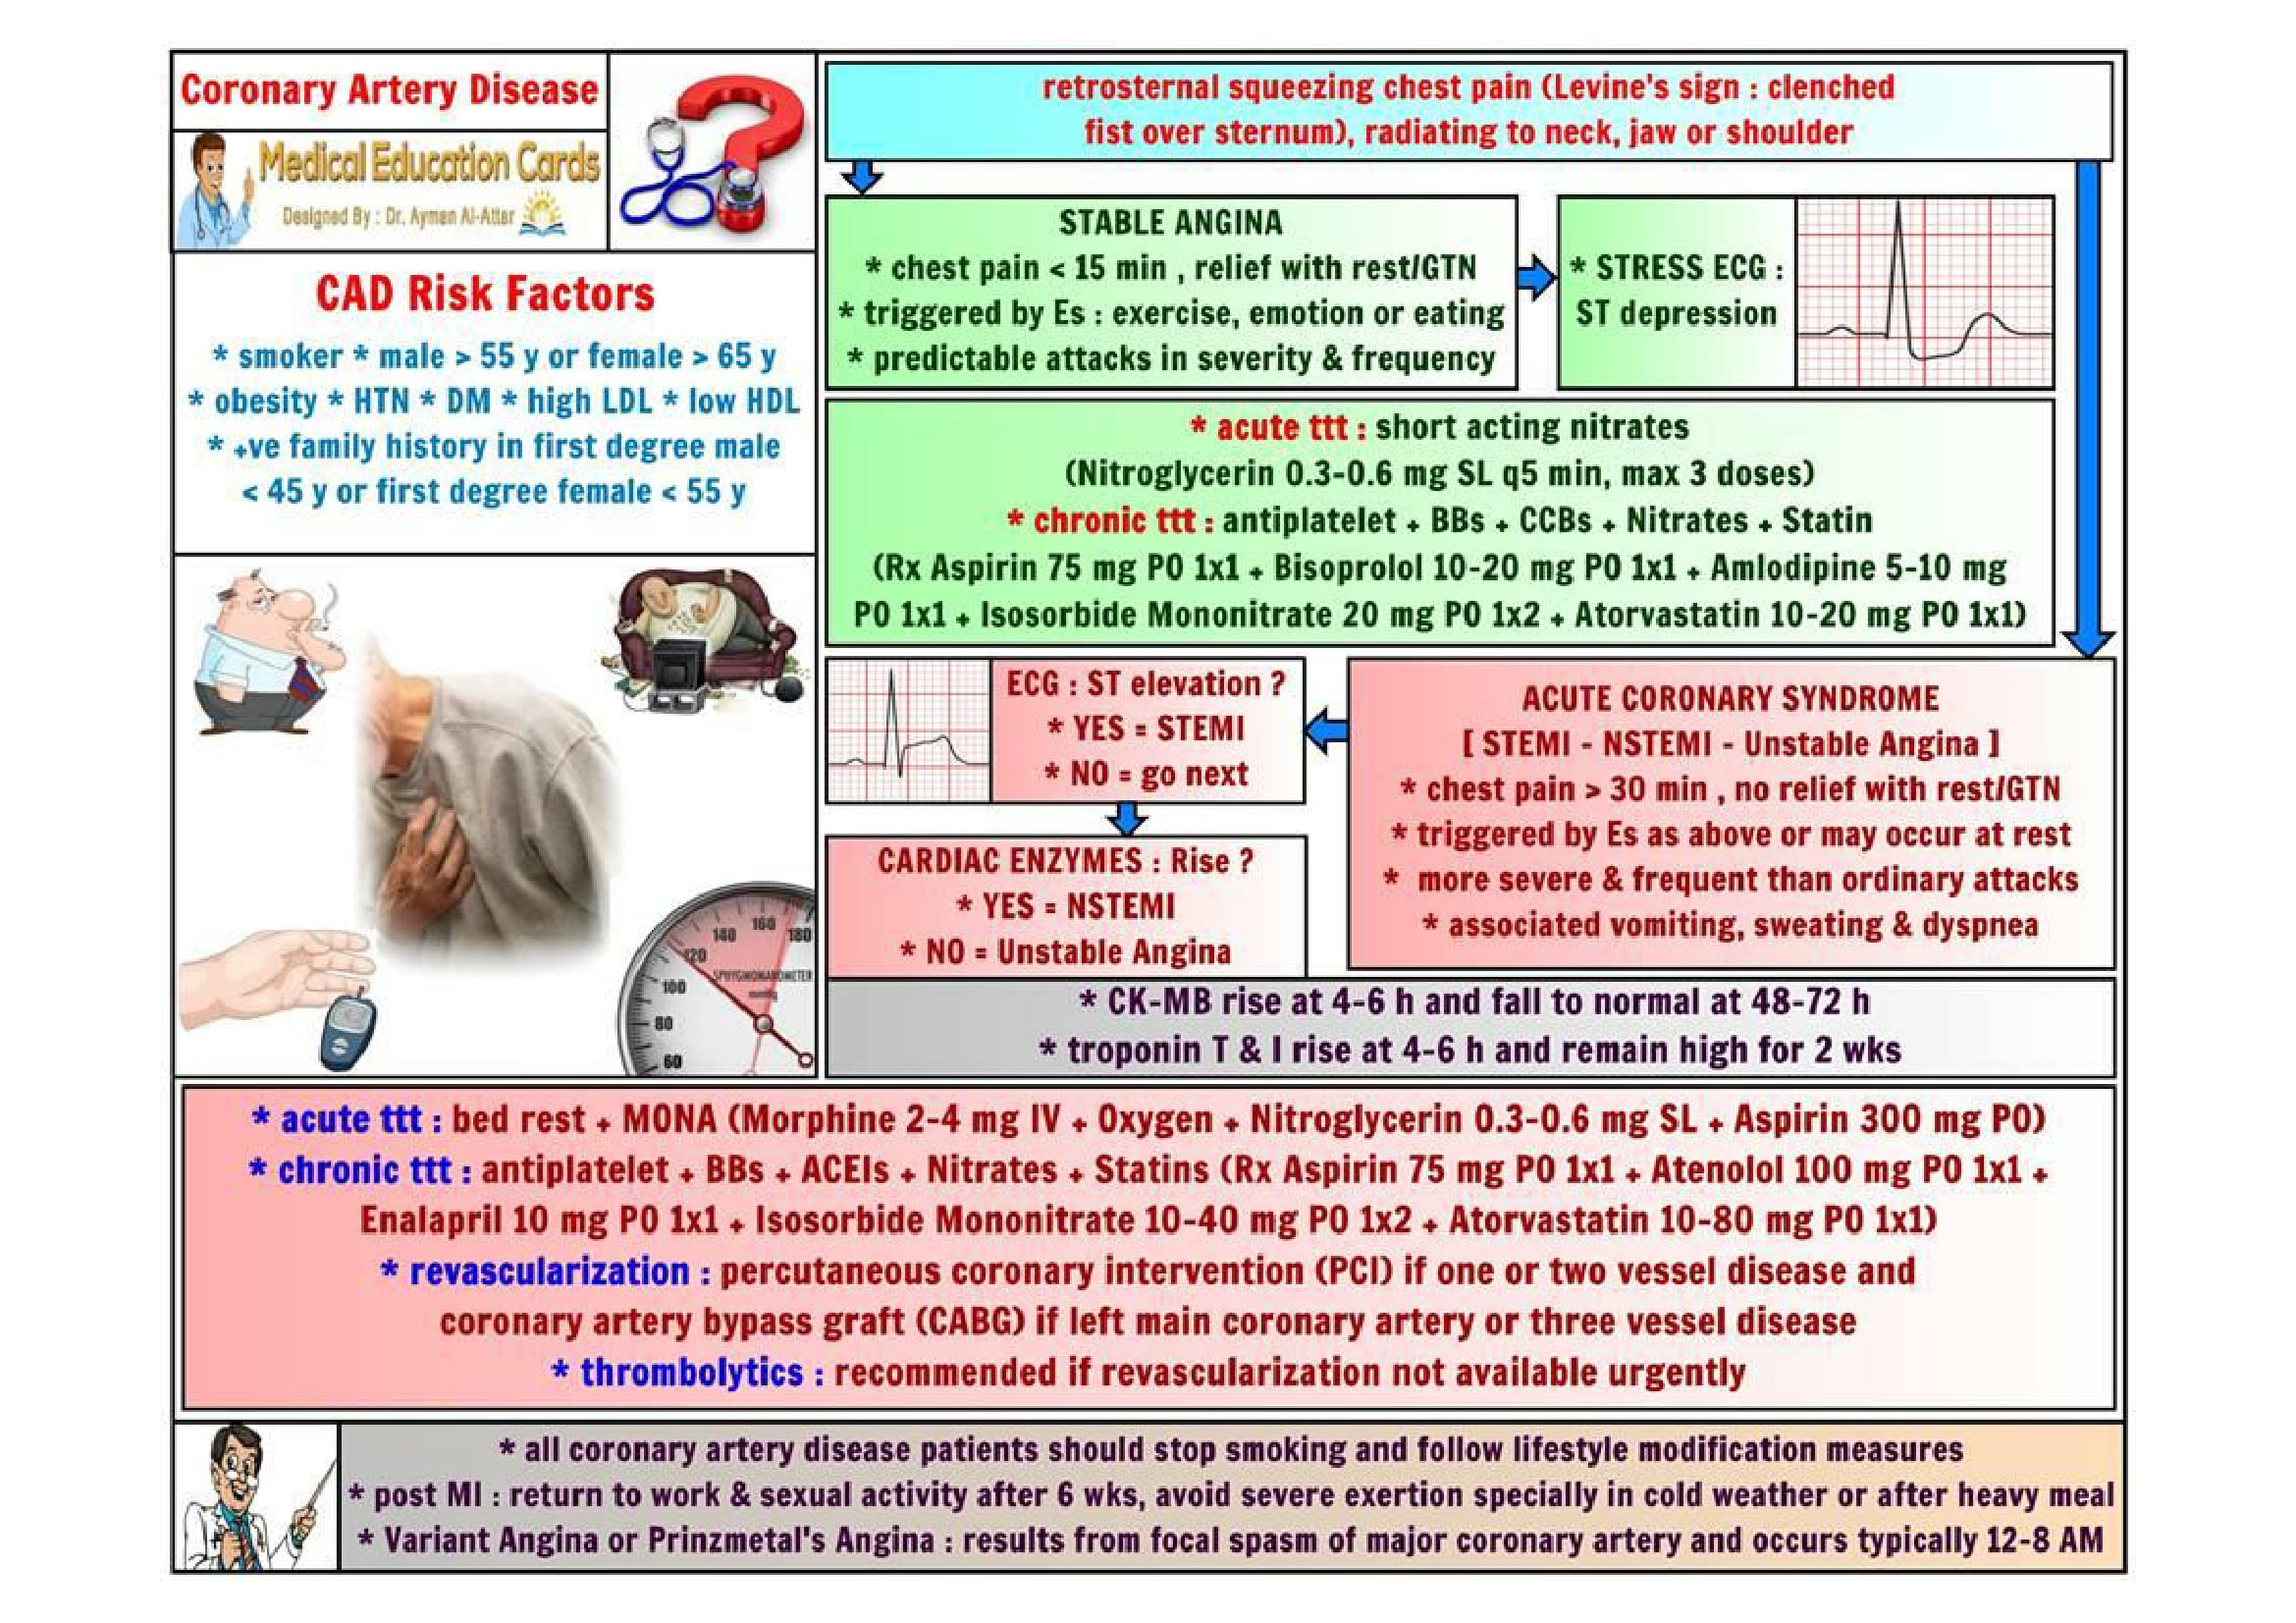 Coronary Artery Disease
Medical Education Cards
Designed By : Dr. Ayman Al-Attar
CAD Risk Factors
* smoker * male > 55 y or female > 65 y
* obesity * HTN * DM * high LDL * low HDL
* +ve family history in first degree male
< 45 y or first degree female < 55 y
140
160
180
120
SPHYGMOMANOMETER
mmHg
100
80
60
retrosternal squeezing chest pain (Levine's sign : clenched
fist over sternum), radiating to neck, jaw or shoulder
STABLE ANGINA
* chest pain < 15 min , relief with rest/GTN
* triggered by Es : exercise, emotion or eating
* predictable attacks in severity & frequency
* STRESS ECG :
ST depression
* acute ttt : short acting nitrates
(Nitroglycerin 0.3-0.6 mg SL q5 min, max 3 doses)
* chronic ttt : antiplatelet + BBs + CCBs + Nitrates + Statin
(Rx Aspirin 75 mg PO 1x1 + Bisoprolol 10-20 mg PO 1x1 + Amlodipine 5-10 mg
PO 1x1 + Isosorbide Mononitrate 20 mg PO 1x2 + Atorvastatin 10-20 mg PO 1x1)
ECG : ST elevation ?
* YES = STEMI
* NO = go next
ACUTE CORONARY SYNDROME
[ STEMI - NSTEMI - Unstable Angina ]
* chest pain > 30 min , no relief with rest/GTN
* triggered by Es as above or may occur at rest
* more severe & frequent than ordinary attacks
* associated vomiting, sweating & dyspnea
CARDIAC ENZYMES : Rise ?
* YES = NSTEMI
* NO = Unstable Angina
* CK-MB rise at 4-6 h and fall to normal at 48-72 h
* troponin T & I rise at 4-6 h and remain high for 2 wks
* acute ttt : bed rest + MONA (Morphine 2-4 mg IV + Oxygen + Nitroglycerin 0.3-0.6 mg SL + Aspirin 300 mg PO)
* chronic ttt : antiplatelet + BBs + ACEIs + Nitrates + Statins (Rx Aspirin 75 mg PO 1x1 + Atenolol 100 mg PO 1x1 +
Enalapril 10 mg PO 1x1 + Isosorbide Mononitrate 10-40 mg PO 1x2 + Atorvastatin 10-80 mg PO 1x1)
* revascularization : percutaneous coronary intervention (PCI) if one or two vessel disease and
coronary artery bypass graft (CABG) if left main coronary artery or three vessel disease
* thrombolytics : recommended if revascularization not available urgently
* all coronary artery disease patients should stop smoking and follow lifestyle modification measures
* post MI : return to work & sexual activity after 6 wks, avoid severe exertion specially in cold weather or after heavy meal
* Variant Angina or Prinzmetal's Angina : results from focal spasm of major coronary artery and occurs typically 12-8 AM